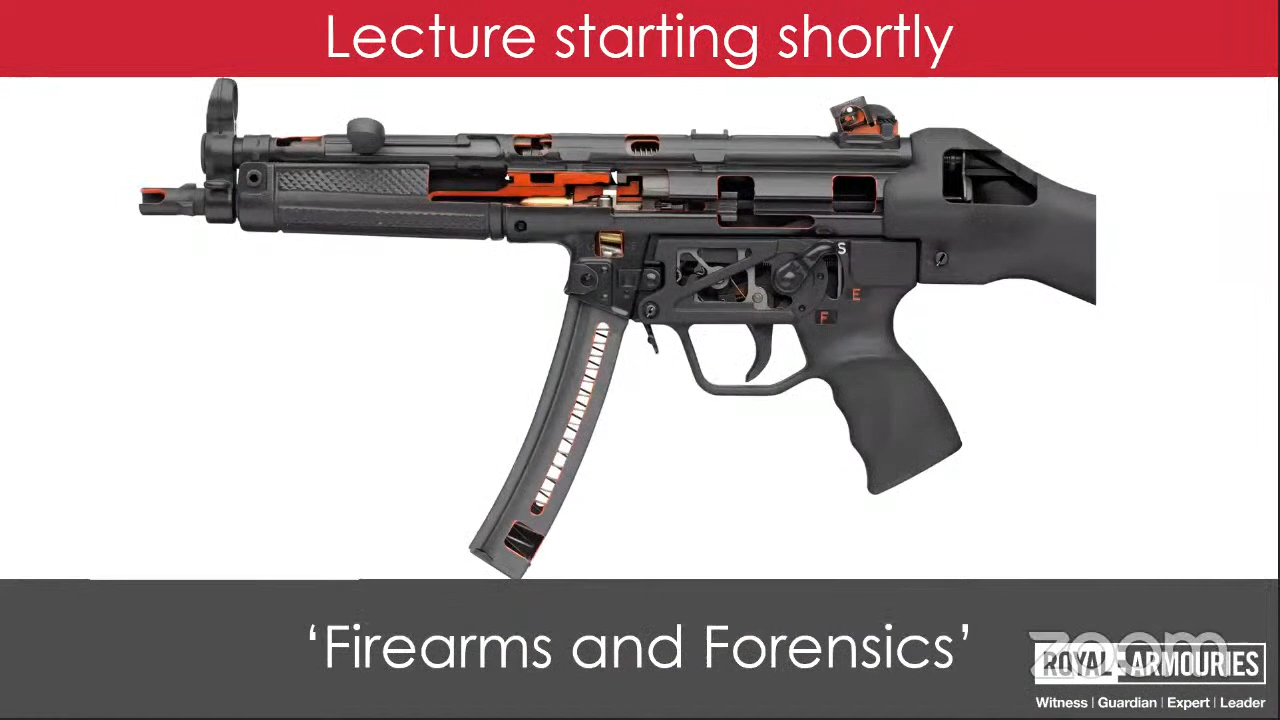 Lecture starting shortly
S
E
F
‘Firearms and Forensics’
zoom
ROYAL ARMOURIES
Witness | Guardian | Expert | Leader